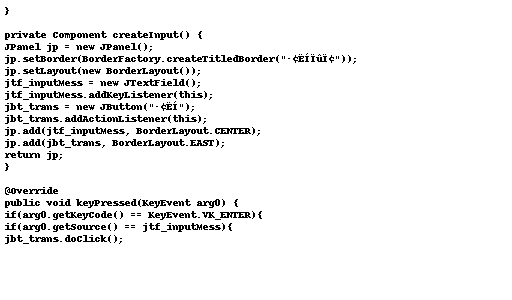 }
private Component createInput() {
JPanel jp = new JPanel();
jp.setBorder(BorderFactory.createTitledBorder("·¢ËÍÏûÏ¢"));
jp.setLayout(new BorderLayout());
jtf_inputMess = new JTextField();
jtf_inputMess.addKeyListener(this);
jbt_trans = new JButton("·¢ËÍ");
jbt_trans.addActionListener(this);
jp.add(jtf_inputMess, BorderLayout.CENTER);
jp.add(jbt_trans, BorderLayout.EAST);
return jp;
}
@Override
public void keyPressed(KeyEvent arg0) {
if(arg0.getKeyCode() == KeyEvent.VK_ENTER){
if(arg0.getSource() == jtf_inputMess){
jbt_trans.doClick();